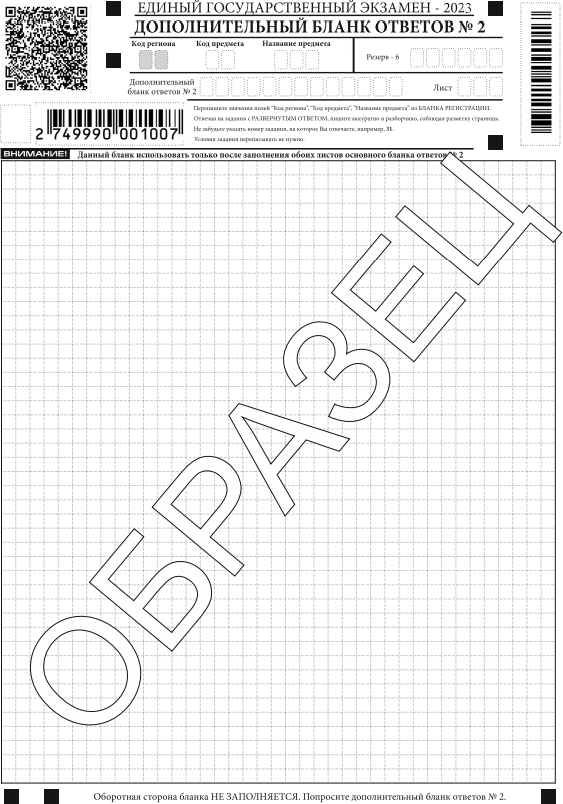 ЕДИНЫЙ ГОСУДАРСТВЕННЫЙ ЭКЗАМЕН - 2023
ДОПОЛНИТЕЛЬНЫЙ БЛАНК ОТВЕТОВ № 2
Код региона Код предмета Название предмета
Резерв - 6
Дополнительный
бланк ответов № 2
Лист
2 749990 001007
Перепишите значения полей "Код региона", "Код предмета", "Название предмета" из БЛАНКА РЕГИСТРАЦИИ.
Отвечая на задания с РАЗВЕРНУТЫМ ОТВЕТОМ, пишите аккуратно и разборчиво, соблюдая разметку страницы.
Не забудьте указать номер задания, на которое Вы отвечаете, например, 31.
Условия задания переписывать не нужно.
ВНИМАНИЕ! Данный бланк использовать только после заполнения обоих листов основного бланка ответов № 2
ОБРАЗЕЦ
Оборотная сторона бланка НЕ ЗАПОЛНЯЕТСЯ. Попросите дополнительный бланк ответов № 2.